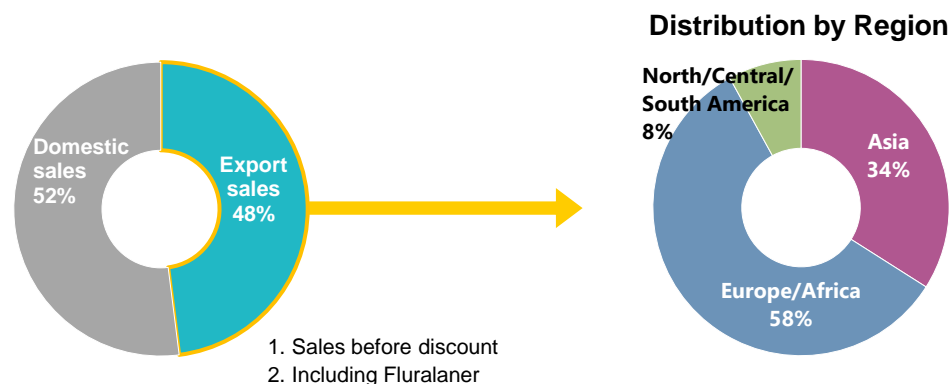 Distribution by Region
Domestic
sales
52%
Export
sales
48%
North/Central/
South America
8%
Asia
34%
Europe/Africa
58%
1. Sales before discount
2. Including Fluralaner